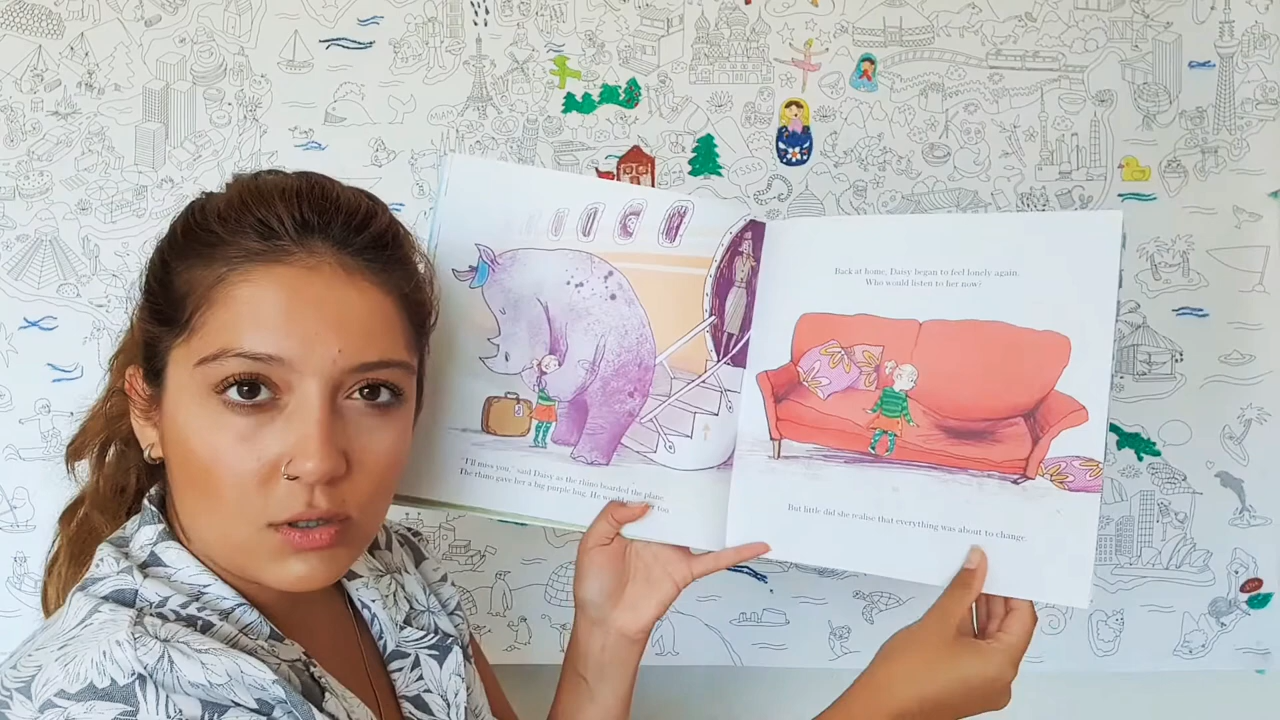 "I'll miss you," said Daisy as the rhino boarded the plane.
The rhino gave her a big purple hug. He would too
Back at home, Daisy began to feel lonely again.
Who would listen to her now?
But little did she realise that everything was about to change.
MIAMI
SSSS